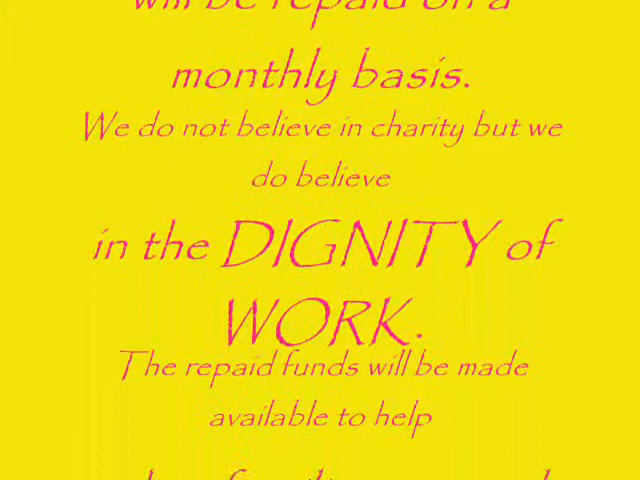 will be repaid on a
monthly basis.
We do not believe in charity but we
do believe
in the DIGNITY of
WORK.
The repaid funds will be made
available to help